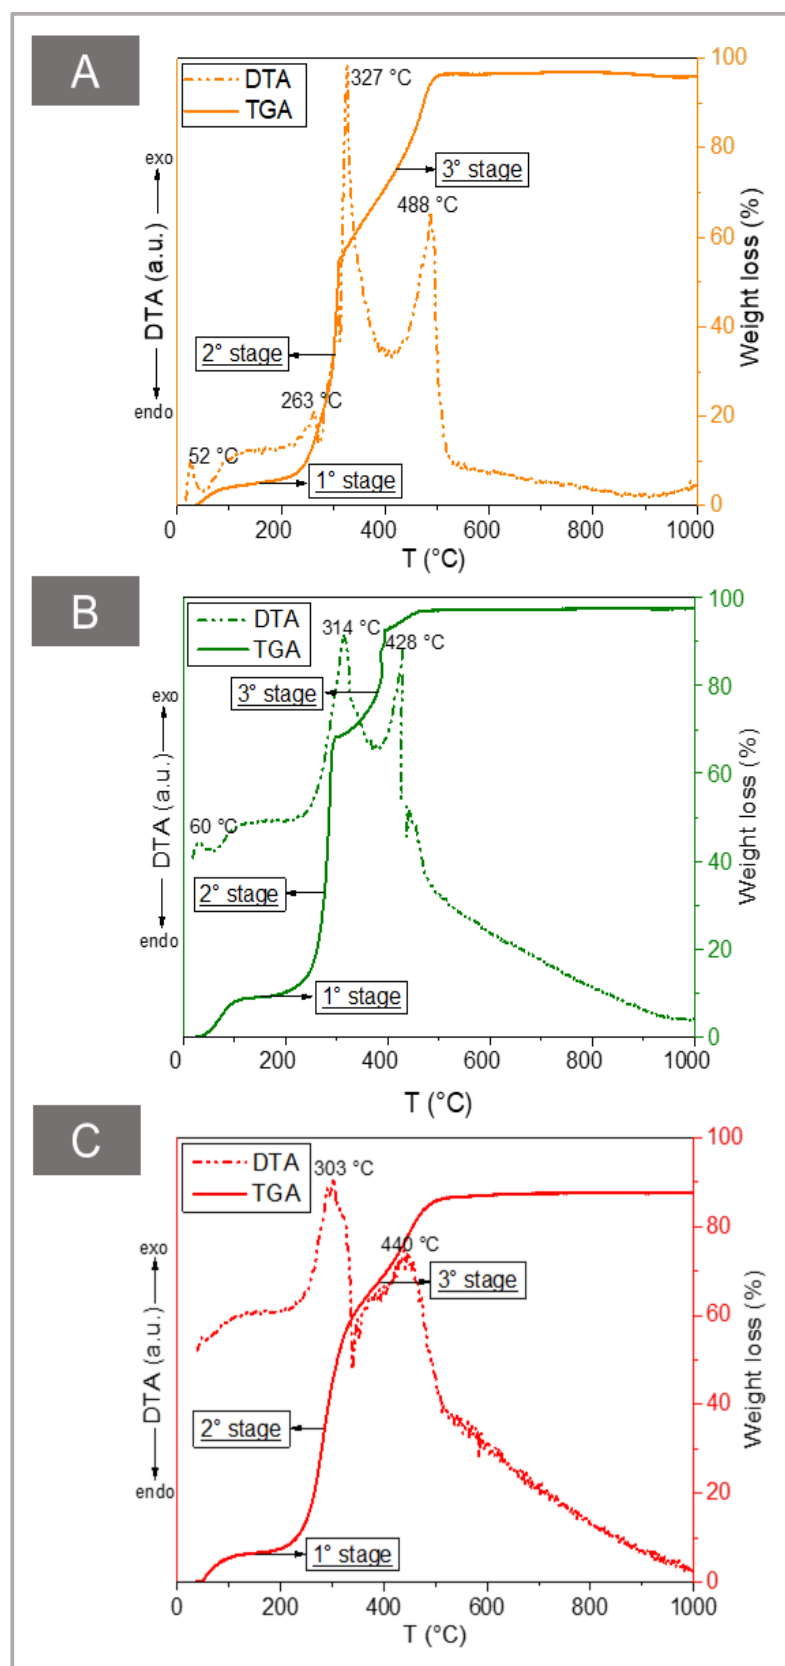 A
DTA
TGA
327 °C
3° stage
488 °C
2° stage
263 °C
52 °C
1° stage
exo
DTA (a.u.)
endo
100
80
60
40
20
0
Weight loss (%)
0 200 400 600 800 1000
T (°C)
B
DTA
TGA
314 °C
428 °C
3° stage
60 °C
2° stage
1° stage
exo
DTA (a.u.)
endo
100
80
60
40
20
0
Weight loss (%)
0 200 400 600 800 1000
T (°C)
C
DTA
TGA
303 °C
440 °C
3° stage
2° stage
1° stage
exo
DTA (a.u.)
endo
100
80
60
40
20
0
Weight loss (%)
0 200 400 600 800 1000
T (°C)